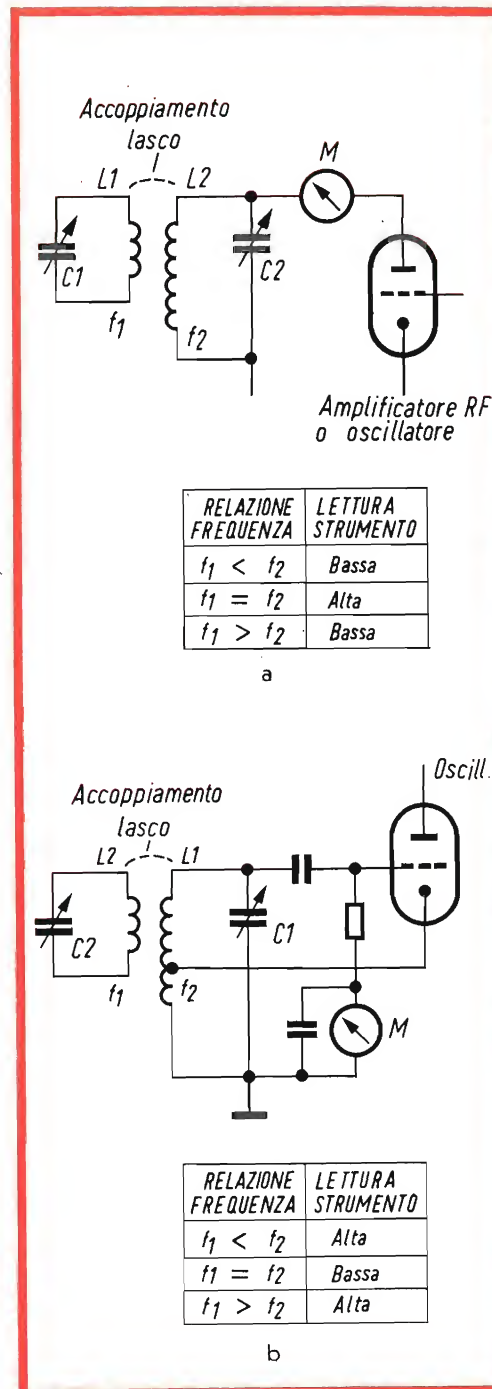 Accoppiamento
lasco
L1 L2
M
C1
C2
f1
f2
Amplificatore RF
o oscillatore
RELAZIONE FREQUENZA LETTURA STRUMENTO
f1 < f2 Bassa
f1 = f2 Alta
f1 > f2 Bassa
a
Oscill.
Accoppiamento
lasco
L2 L1
C2
C1
f1
f2
M
RELAZIONE FREQUENZA LETTURA STRUMENTO
f1 < f2 Alta
f1 = f2 Bassa
f1 > f2 Alta
b